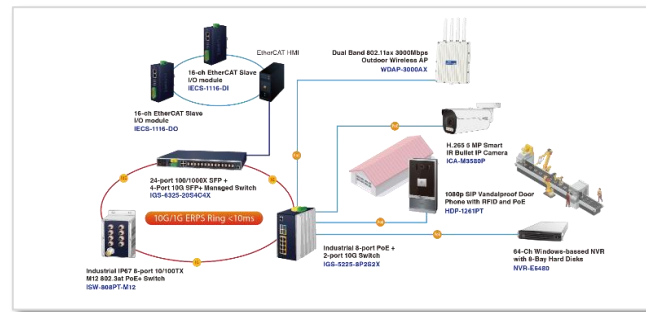 EtherCAT HMI
16-ch EtherCAT Slave
I/O module
IECS-1116-DI
16-ch EtherCAT Slave
I/O module
IECS-1116-DO
Dual Band 802.11ax 3000Mbps
Outdoor Wireless AP
WDAP-3000AX
H.265 5 MP Smart
IR Bullet IP Camera
ICA-M3580P
1080p SIP Vandalproof Door
Phone with RFID and PoE
HDP-1261PT
24-port 100/1000X SFP +
4-Port 10G SFP+ Managed Switch
IGS-6325-20S4C4X
10G/1G ERPS Ring <10ms
Industrial IP67 8-port 10/100TX
M12 802.3at PoE+ Switch
ISW-808PT-M12
Industrial 8-port PoE +
2-port 10G Switch
IGS-5225-8P2S2X
64-Ch Windows-based NVR
with 8-Bay Hard Disks
NVR-E6480